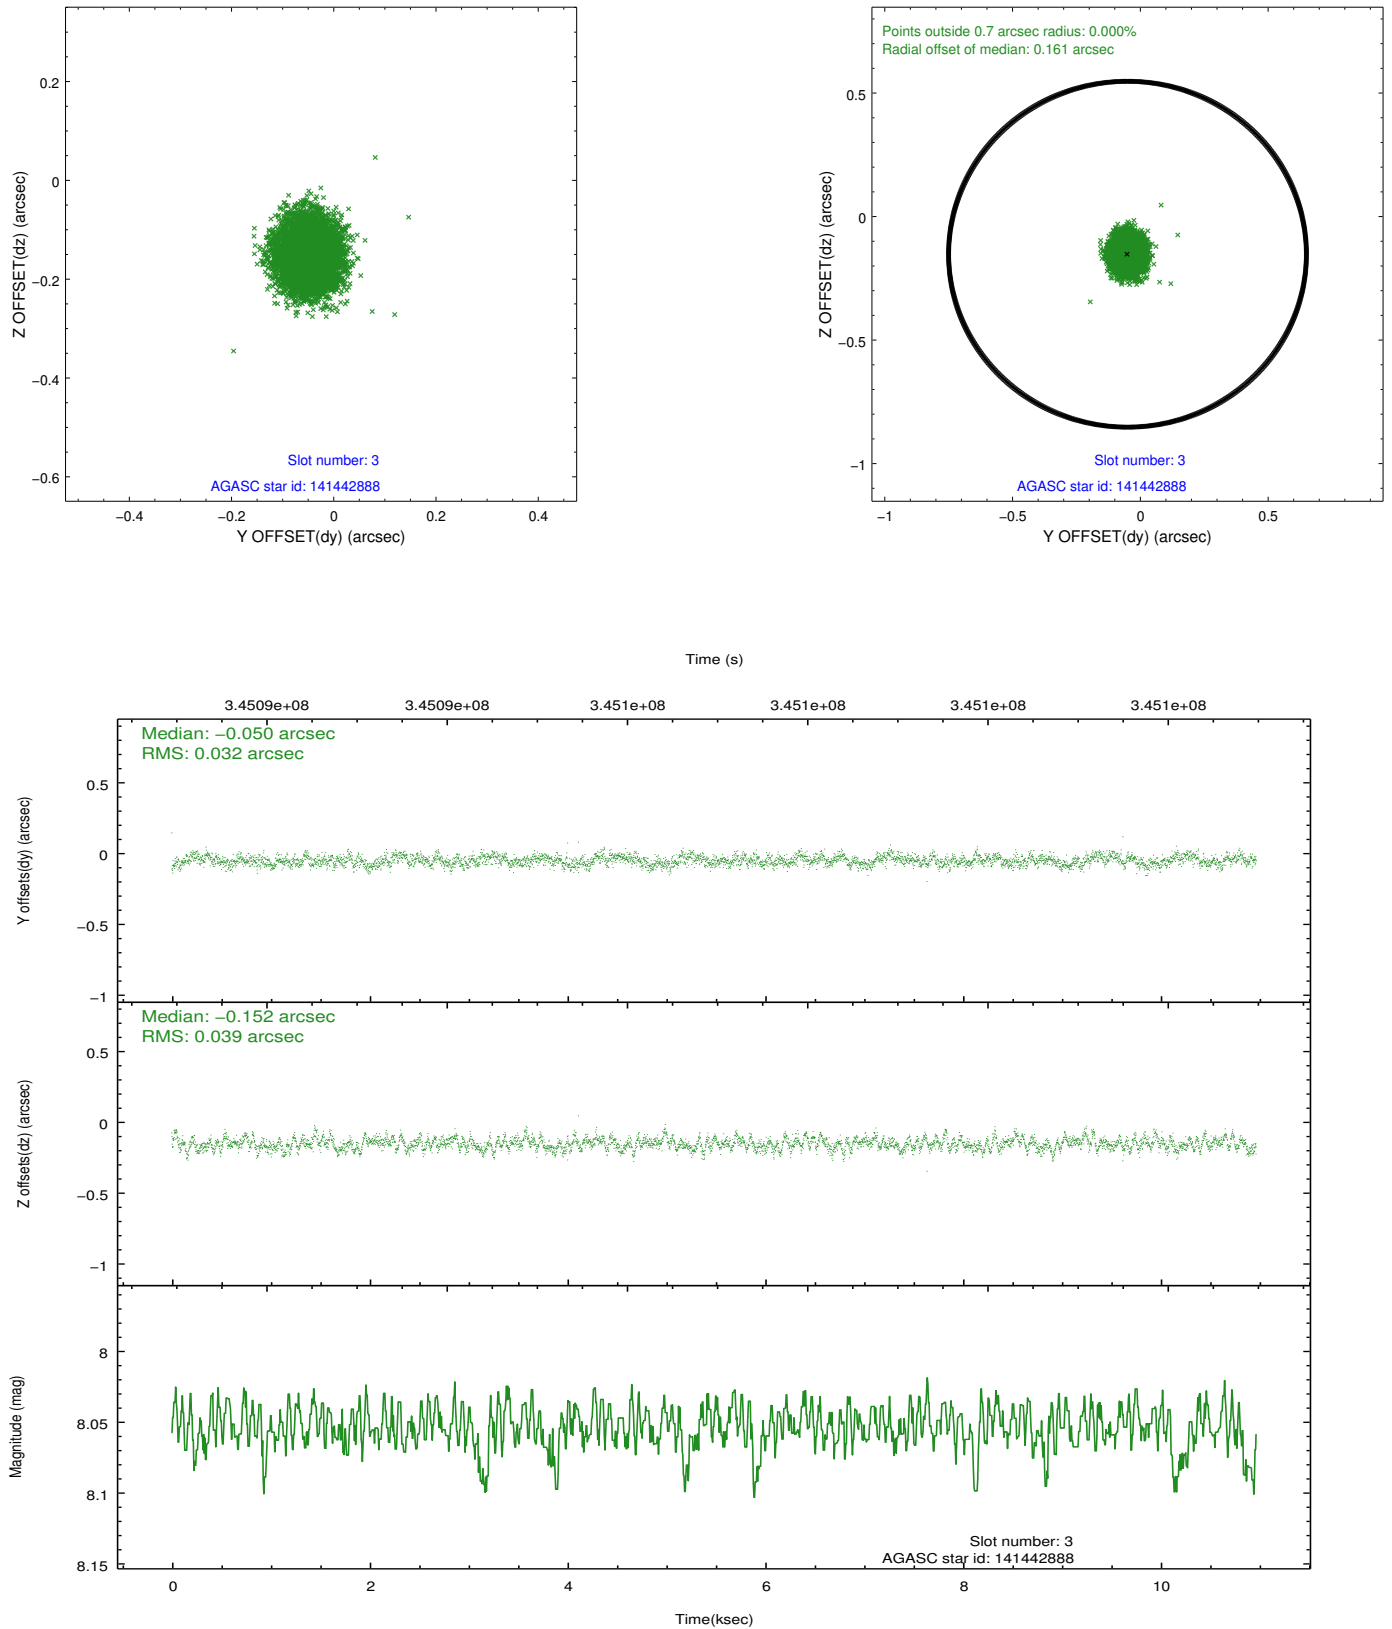 0.2
0
−0.2
−0.4
−0.6
Z OFFSET(dz) (arcsec)
Slot number: 3
AGASC star id: 141442888
−0.4 −0.2 0 0.2 0.4
Y OFFSET(dy) (arcsec)
Points outside 0.7 arcsec radius: 0.000%
Radial offset of median: 0.161 arcsec
0.5
0
−0.5
−1
Z OFFSET(dz) (arcsec)
Slot number: 3
AGASC star id: 141442888
−1 −0.5 0 0.5
Y OFFSET(dy) (arcsec)
Time (s)
3.4509e+08 3.4509e+08 3.451e+08 3.451e+08 3.451e+08 3.451e+08
Median: −0.050 arcsec
RMS: 0.032 arcsec
0.5
0
−0.5
−1
Y offsets(dy) (arcsec)
Median: −0.152 arcsec
RMS: 0.039 arcsec
0.5
0
−0.5
−1
Z offsets(dz) (arcsec)
8
8.05
8.1
8.15
Magnitude (mag)
Slot number: 3
AGASC star id: 141442888
0 2 4 6 8 10
Time(ksec)